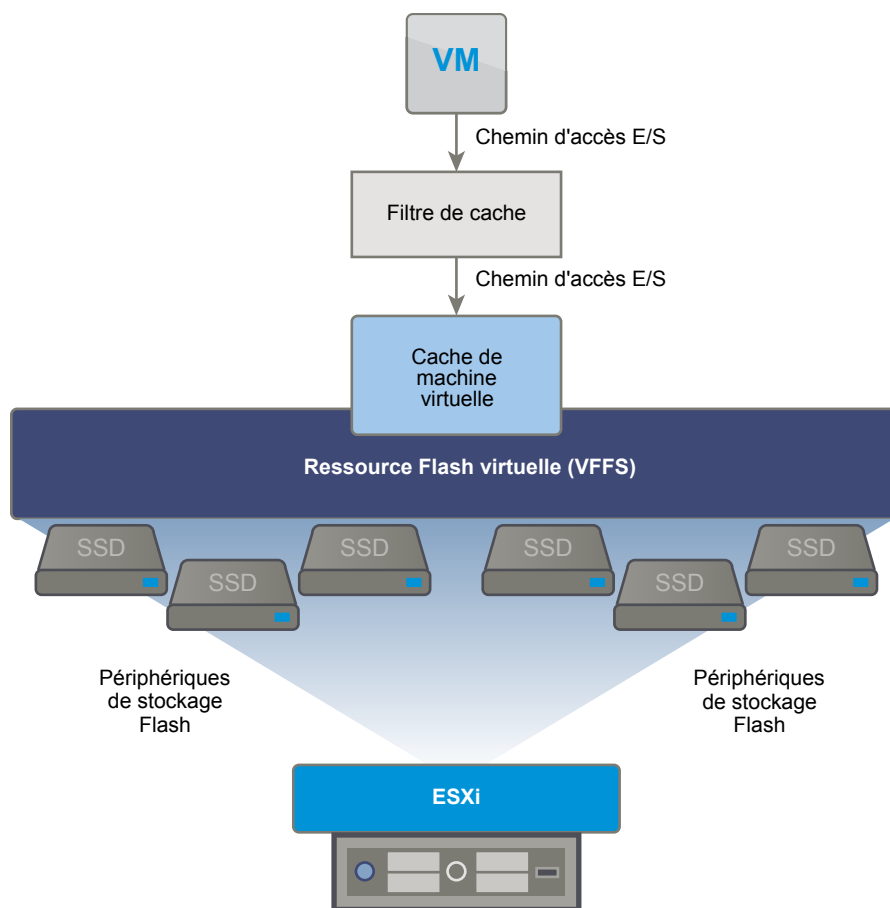 VM
Chemin d'accès E/S
Filtre de cache
Chemin d'accès E/S
Cache de
machine
virtuelle
Ressource Flash virtuelle (VFFS)
SSD
SSD
SSD
SSD
SSD
SSD
Périphériques
de stockage
Flash
Périphériques
de stockage
Flash
ESXi